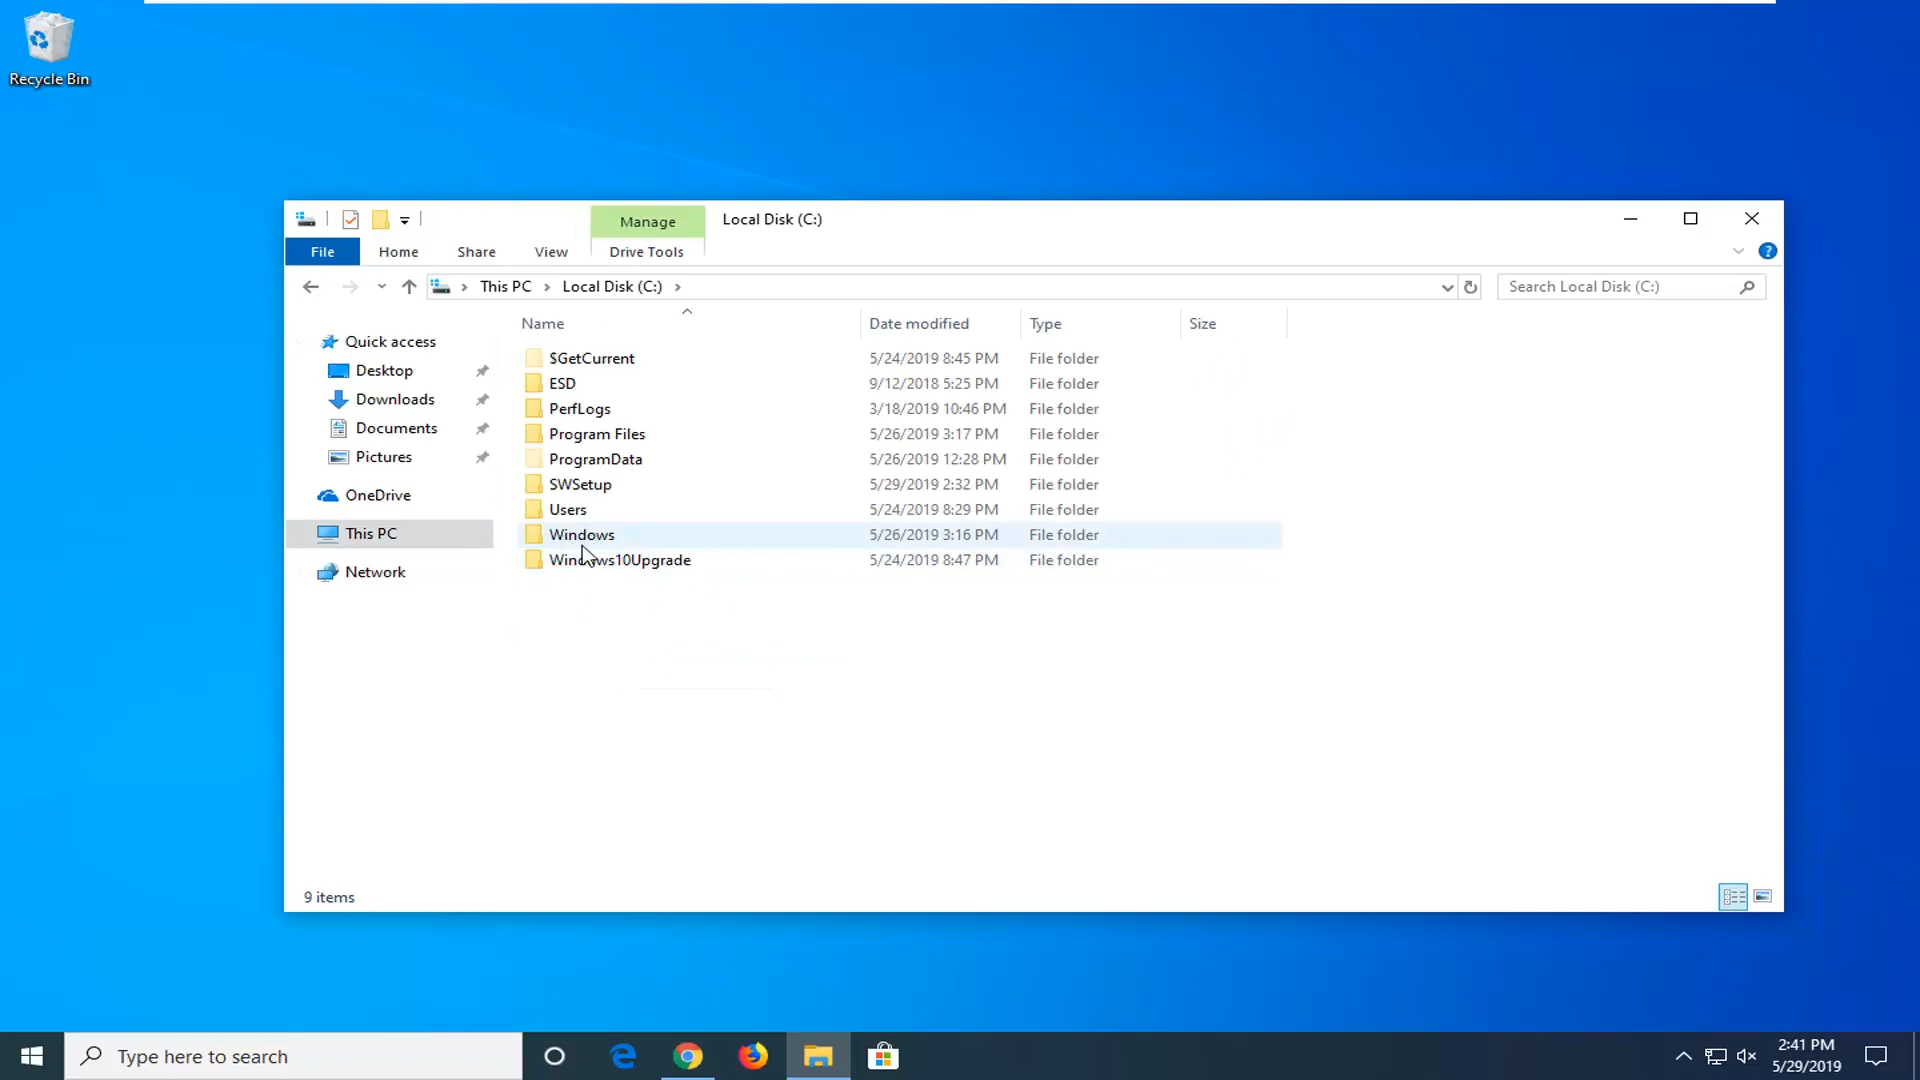 Recycle Bin
Manage
Local Disk (C:)
File
Home
Share
View
Drive Tools
?
This PC
Local Disk (C:)
Search Local Disk (C:)
Name
Date modified
Type
Size
Quick access
Desktop
Downloads
Documents
Pictures
OneDrive
This PC
Network
$GetCurrent 5/24/2019 8:45 PM File folder
ESD 9/12/2018 5:25 PM File folder
PerfLogs 3/18/2019 10:46 PM File folder
Program Files 5/26/2019 3:17 PM File folder
ProgramData 5/26/2019 12:28 PM File folder
SWSetup 5/29/2019 2:32 PM File folder
Users 5/24/2019 8:29 PM File folder
Windows 5/26/2019 3:16 PM File folder
Windows10Upgrade 5/24/2019 8:47 PM File folder
9 items
Type here to search
2:41 PM
5/29/2019